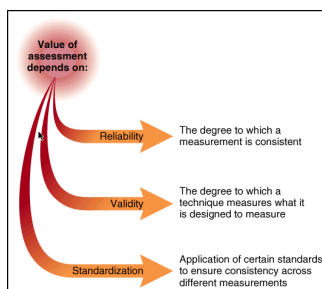 Value of
assessment
depends on:
Reliability
The degree to which a
measurement is consistent
Validity
The degree to which a
technique measures what it
is designed to measure
Standardization
Application of certain standards
to ensure consistency across
different measurements